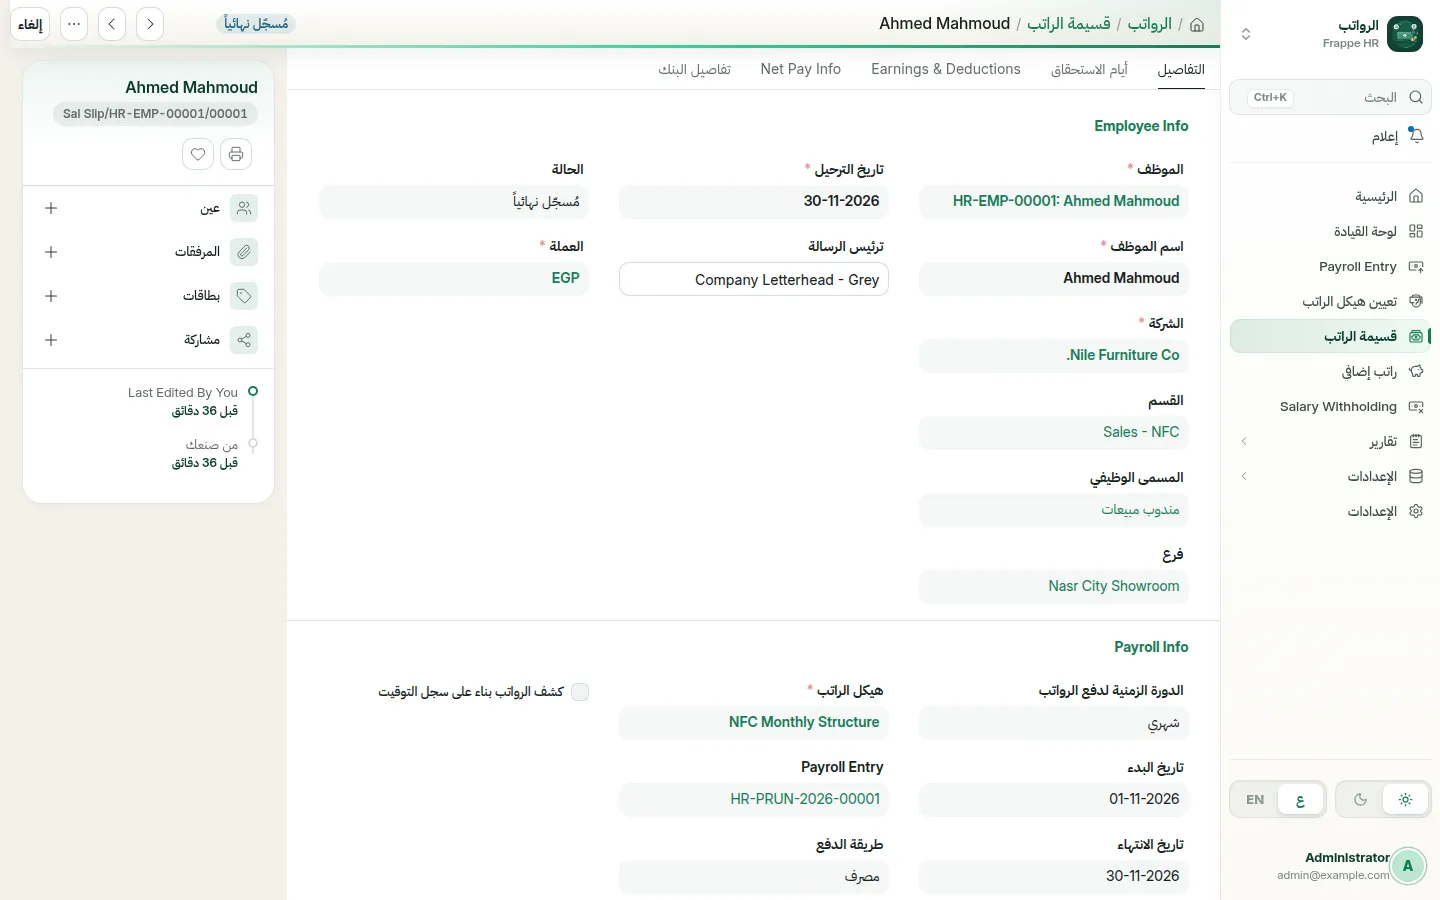 الرواتب
Frappe HR
البحث
Ctrl+K
إعلام
الرئيسية
لوحة القيادة
Payroll Entry
تعيين هيكل الراتب
قسيمة الراتب
راتب إضافي
Salary Withholding
تقارير
الإعدادات
الإعدادات
ع
EN
Administrator
admin@example.com
A
الرواتب / قسيمة الراتب / Ahmed Mahmoud
مُسجّل نهائياً
إلغاء
التفاصيل
أيام الاستحقاق
Earnings & Deductions
Net Pay Info
تفاصيل البنك
Employee Info
الموظف *
HR-EMP-00001: Ahmed Mahmoud
تاريخ الترحيل *
30-11-2026
الحالة
مُسجّل نهائياً
اسم الموظف *
Ahmed Mahmoud
ترئيس الرسالة
Company Letterhead - Grey
العملة *
EGP
الشركة *
.Nile Furniture Co
القسم
Sales - NFC
المسمى الوظيفي
مندوب مبيعات
فرع
Nasr City Showroom
Payroll Info
الدورة الزمنية لدفع الرواتب
شهري
هيكل الراتب *
NFC Monthly Structure
كشف الرواتب بناء على سجل التوقيت
تاريخ البدء
01-11-2026
Payroll Entry
HR-PRUN-2026-00001
تاريخ الانتهاء
30-11-2026
طريقة الدفع
مصرف
Ahmed Mahmoud
Sal Slip/HR-EMP-00001/00001
عين
المرفقات
بطاقات
مشاركة
Last Edited By You
قبل 36 دقائق
من صنعك
قبل 36 دقائق